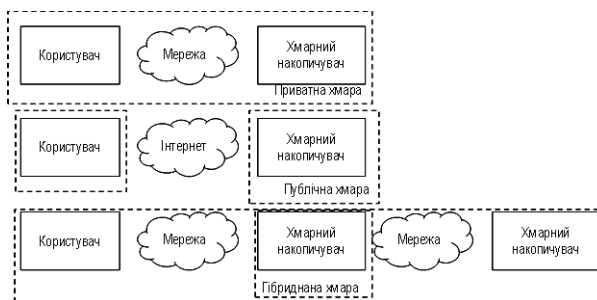 Користувач
Мережа
Хмарний
накопичувач
Приватна хмара
Користувач
Інтернет
Хмарний
накопичувач
Публічна хмара
Користувач
Мережа
Хмарний
накопичувач
Мережа
Хмарний
накопичувач
Гібриднана хмара